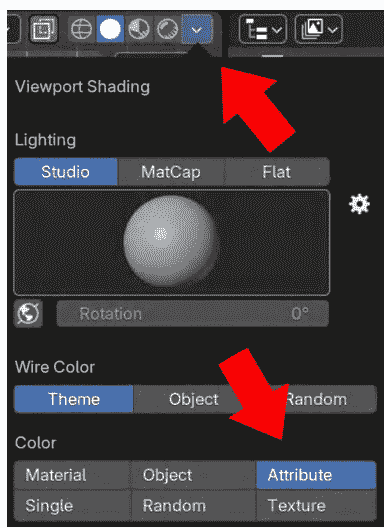 Viewport Shading
Lighting
Studio MatCap Flat
Rotation 0°
Wire Color
Theme Object Random
Color
Material Object Attribute
Single Random Texture